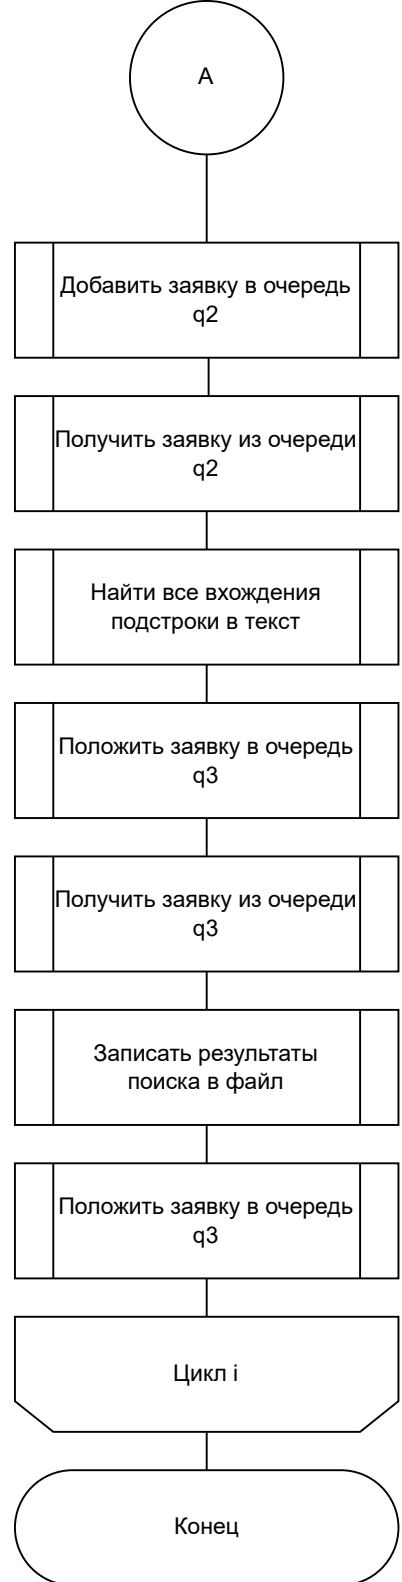 A
Добавить заявку в очередь
q2
Получить заявку из очереди
q2
Найти все вхождения
подстроки в текст
Положить заявку в очередь
q3
Получить заявку из очереди
q3
Записать результаты
поиска в файл
Положить заявку в очередь
q3
Цикл i
Конец